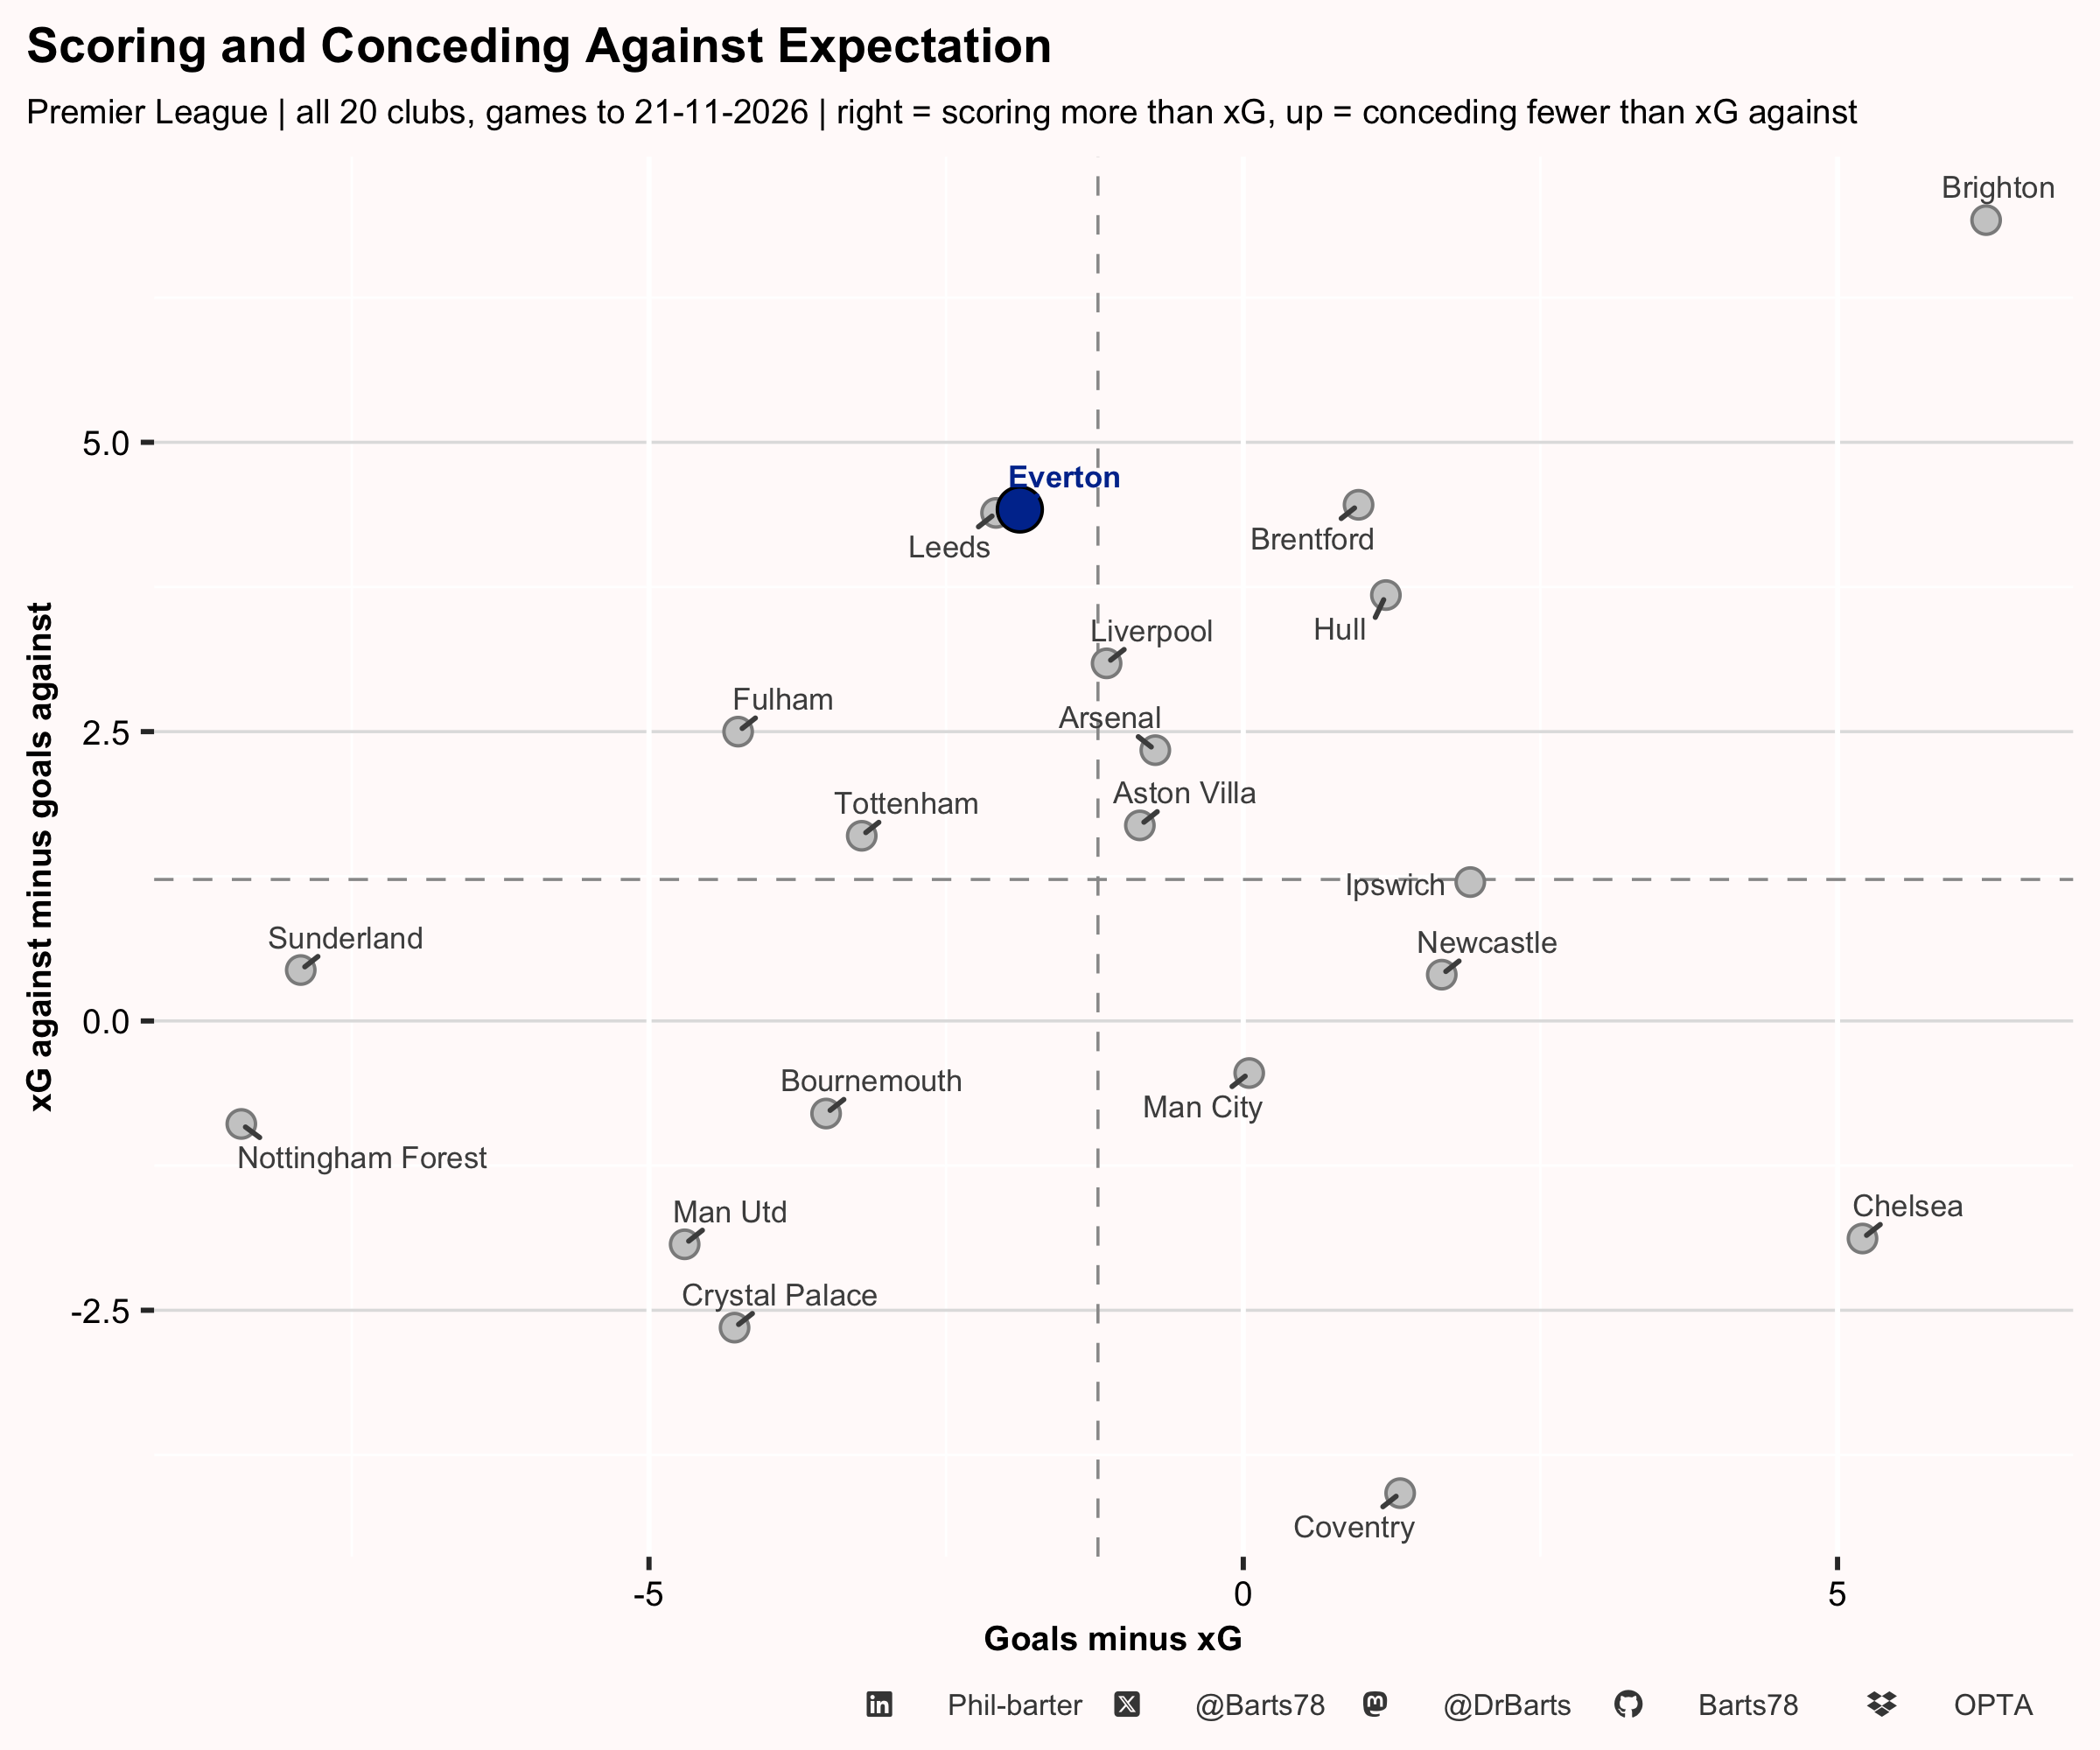 Scoring and Conceding Against Expectation
Premier League | all 20 clubs, games to 21-11-2026 | right = scoring more than xG, up = conceding fewer than xG against
Brighton
5.0
Everton
Leeds
Brentford
Hull
Liverpool
Fulham
Arsenal
2.5
Aston Villa
Tottenham
Ipswich
Sunderland
Newcastle
0.0
xG against minus goals against
Bournemouth
Man City
Nottingham Forest
Man Utd
Chelsea
Crystal Palace
-2.5
Coventry
-5
0
5
Goals minus xG
Phil-barter @Barts78 @DrBarts Barts78 OPTA